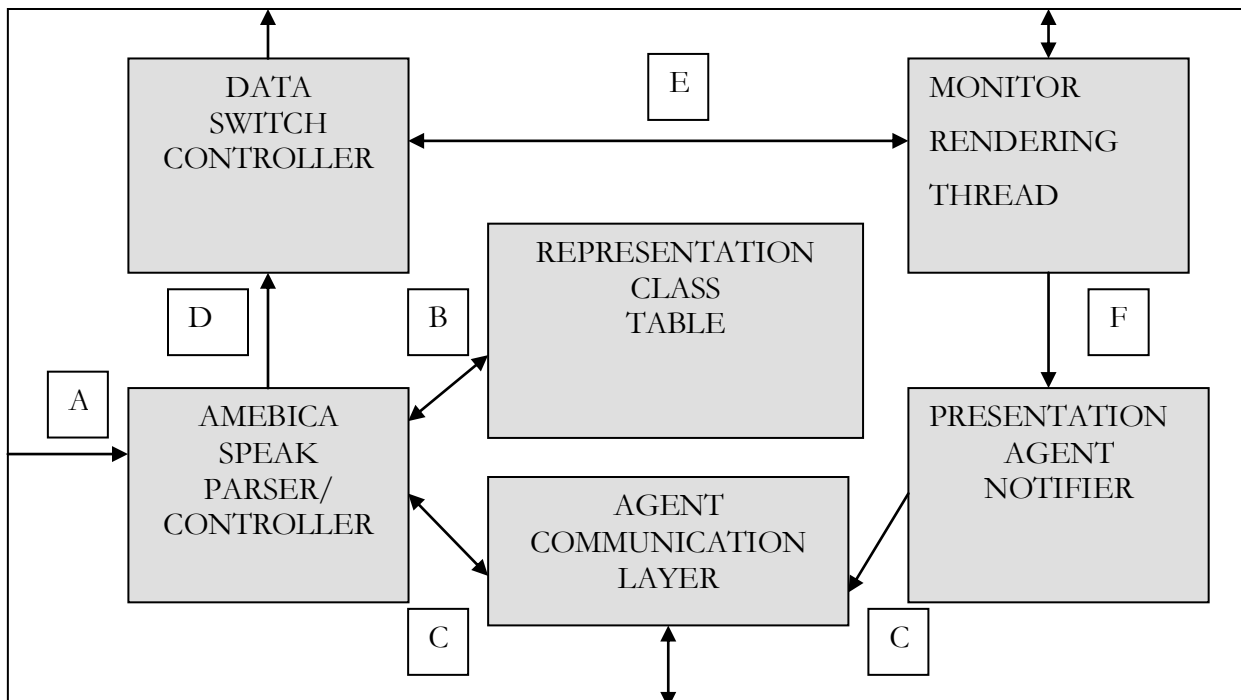 DATA
SWITCH
CONTROLLER
E
MONITOR
RENDERING
THREAD
REPRESENTATION
CLASS
TABLE
D
B
F
A
AMEBICA
SPEAK
PARSER/
CONTROLLER
AGENT
COMMUNICATION
LAYER
PRESENTATION
AGENT
NOTIFIER
C
C